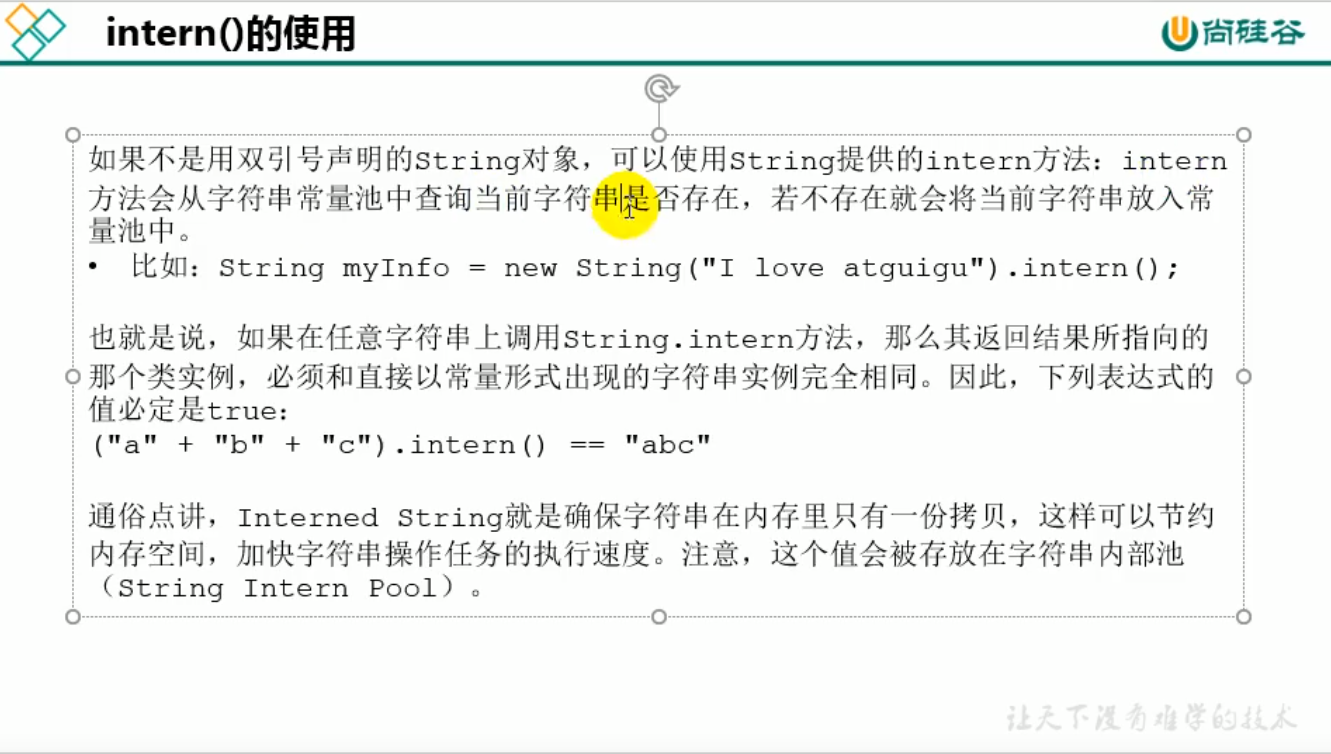 intern()的使用
尚硅谷
如果不是用双引号声明的String对象，可以使用String提供的intern方法：intern
方法会从字符串常量池中查询当前字符串是否存在，若不存在就会将当前字符串放入常
量池中。
• 比如：String myInfo = new String("I love atguigu").intern();
也就是说，如果在任意字符串上调用String.intern方法，那么其返回结果所指向的
那个类实例，必须和直接以常量形式出现的字符串实例完全相同。因此，下列表达式的
值必定是true：
("a" + "b" + "c").intern() == "abc"
通俗点讲，Interned String就是确保字符串在内存里只有一份拷贝，这样可以节约
内存空间，加快字符串操作任务的执行速度。注意，这个值会被存放在字符串内部池
（String Intern Pool）。
让天下没有难学的技术